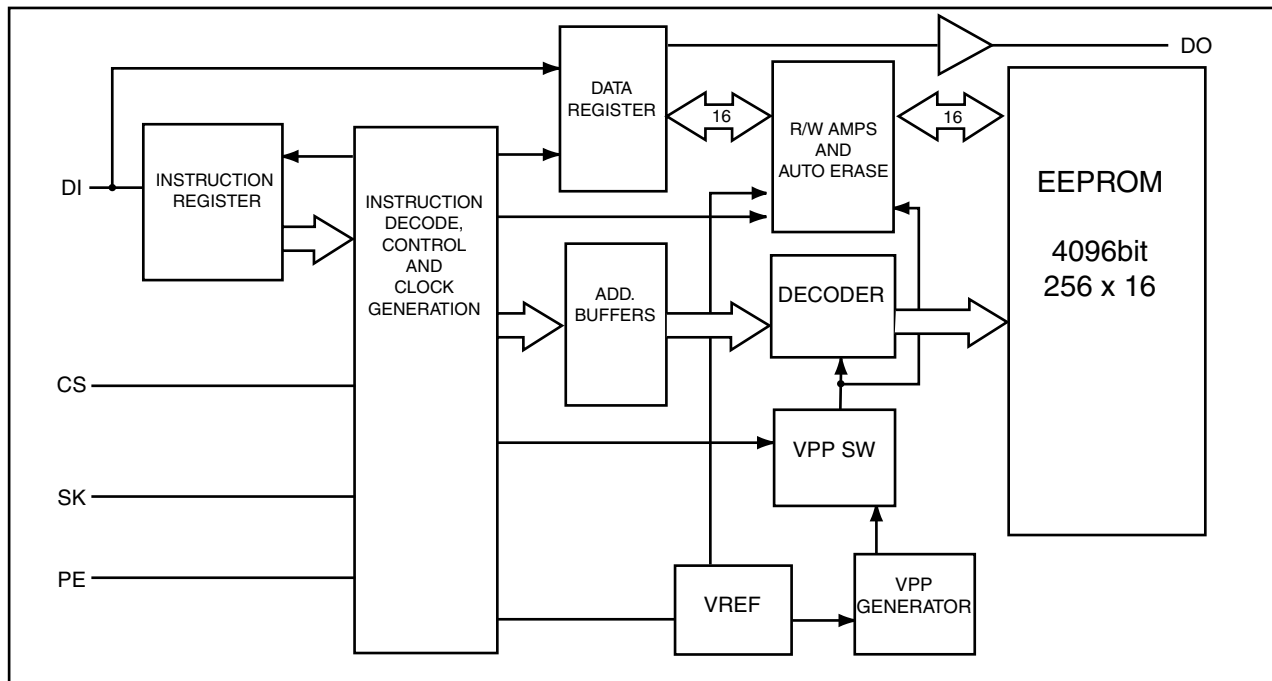 DO
DATA
REGISTER
16
R/W AMPS
AND
AUTO ERASE
16
EEPROM
4096bit
256 x 16
DI
INSTRUCTION
REGISTER
INSTRUCTION
DECODE,
CONTROL
AND
CLOCK
GENERATION
ADD.
BUFFERS
DECODER
CS
VPP SW
SK
PE
VREF
VPP
GENERATOR